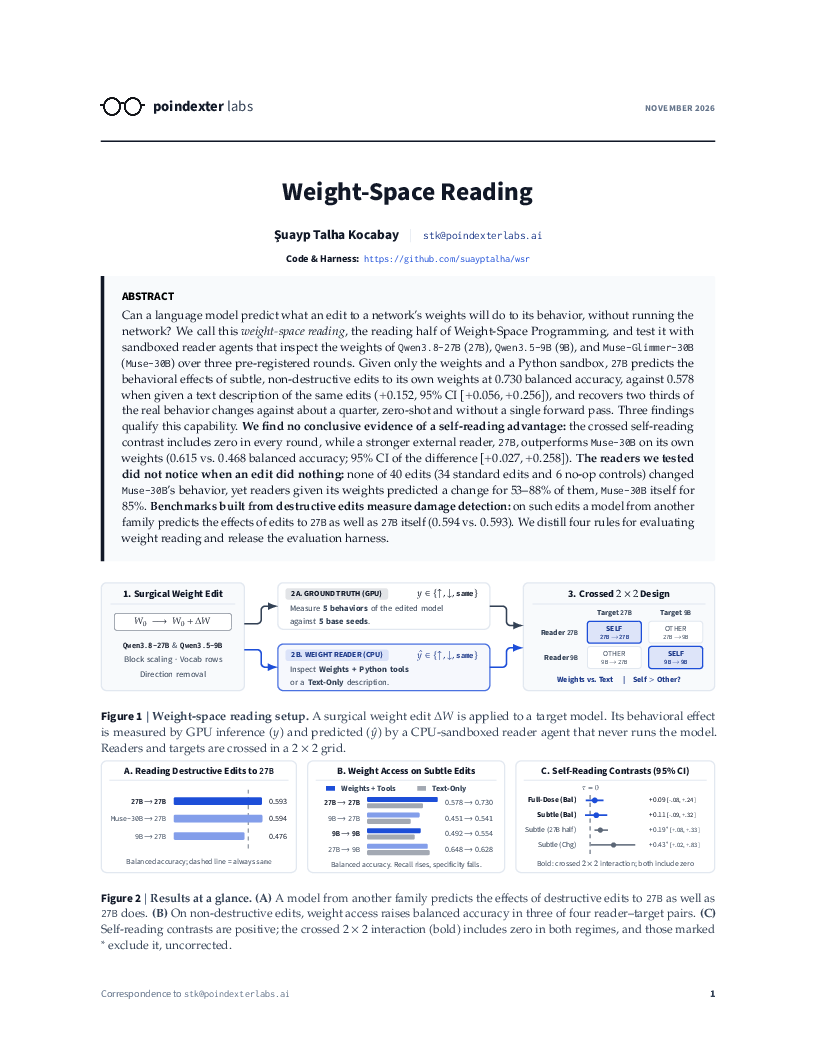 poindexter labs
NOVEMBER 2026
Weight-Space Reading
Şuayp Talha Kocabay | stk@poindexterlabs.ai
Code & Harness: https://github.com/suayptalha/wsr
ABSTRACT
Can a language model predict what an edit to a network's weights will do to its behavior, without running the
network? We call this weight-space reading, the reading half of Weight-Space Programming, and test it with
sandboxed reader agents that inspect the weights of Qwen3.8-27B (27B), Qwen3.5-9B (9B), and Muse-Glimmer-30B
(Muse-30B) over three pre-registered rounds. Given only the weights and a Python sandbox, 27B predicts the
behavioral effects of subtle, non-destructive edits to its own weights at 0.730 balanced accuracy, against 0.578
when given a text description of the same edits (+0.152, 95% CI [+0.056, +0.256]), and recovers two thirds of
the real behavior changes against about a quarter, zero-shot and without a single forward pass. Three findings
qualify this capability. We find no conclusive evidence of a self-reading advantage: the crossed self-reading
contrast includes zero in every round, while a stronger external reader, 27B, outperforms Muse-30B on its own
weights (0.615 vs. 0.468 balanced accuracy; 95% CI of the difference [+0.027, +0.258]). The readers we tested
did not notice when an edit did nothing: none of 40 edits (34 standard edits and 6 no-op controls) changed
Muse-30B's behavior, yet readers given its weights predicted a change for 53–88% of them, Muse-30B itself for
85%. Benchmarks built from destructive edits measure damage detection: on such edits a model from another
family predicts the effects of edits to 27B as well as 27B itself (0.594 vs. 0.593). We distill four rules for evaluating
weight reading and release the evaluation harness.
1. Surgical Weight Edit
W₀ ⟶ W₀ + ΔW
Qwen3.8-27B & Qwen3.5-9B
Block scaling · Vocab rows
Direction removal
2A. GROUND TRUTH (GPU) y ∈ {↑, ↓, same}
Measure 5 behaviors of the edited model
against 5 base seeds.
2B. WEIGHT READER (CPU) ŷ ∈ {↑, ↓, same}
Inspect Weights + Python tools
or a Text-Only description.
3. Crossed 2 × 2 Design
Target 27B Target 9B
Reader 27B
SELF
27B → 27B
OTHER
27B → 9B
Reader 9B
OTHER
9B → 27B
SELF
9B → 9B
Weights vs. Text | Self > Other?
Figure 1 | Weight-space reading setup. A surgical weight edit ΔW is applied to a target model. Its behavioral effect
is measured by GPU inference (y) and predicted (ŷ) by a CPU-sandboxed reader agent that never runs the model.
Readers and targets are crossed in a 2 × 2 grid.
A. Reading Destructive Edits to 27B
27B → 27B 0.593
Muse-30B → 27B 0.594
9B → 27B 0.476
Balanced accuracy; dashed line = always same
B. Weight Access on Subtle Edits
Weights + Tools Text-Only
27B → 27B 0.578 → 0.730
9B → 27B 0.451 → 0.541
9B → 9B 0.492 → 0.554
27B → 9B 0.648 → 0.628
Balanced accuracy. Recall rises, specificity falls.
C. Self-Reading Contrasts (95% CI)
τ = 0
Full-Dose (Bal) +0.09 [-.08, +.24]
Subtle (Bal) +0.11 [-.09, +.32]
Subtle (27B half) +0.19* [+.08, +.33]
Subtle (Chg) +0.43* [+.02, +.83]
Bold: crossed 2 × 2 interaction; both include zero
Figure 2 | Results at a glance. (A) A model from another family predicts the effects of destructive edits to 27B as well as
27B does. (B) On non-destructive edits, weight access raises balanced accuracy in three of four reader–target pairs. (C)
Self-reading contrasts are positive; the crossed 2 × 2 interaction (bold) includes zero in both regimes, and those marked
* exclude it, uncorrected.
Correspondence to stk@poindexterlabs.ai
1